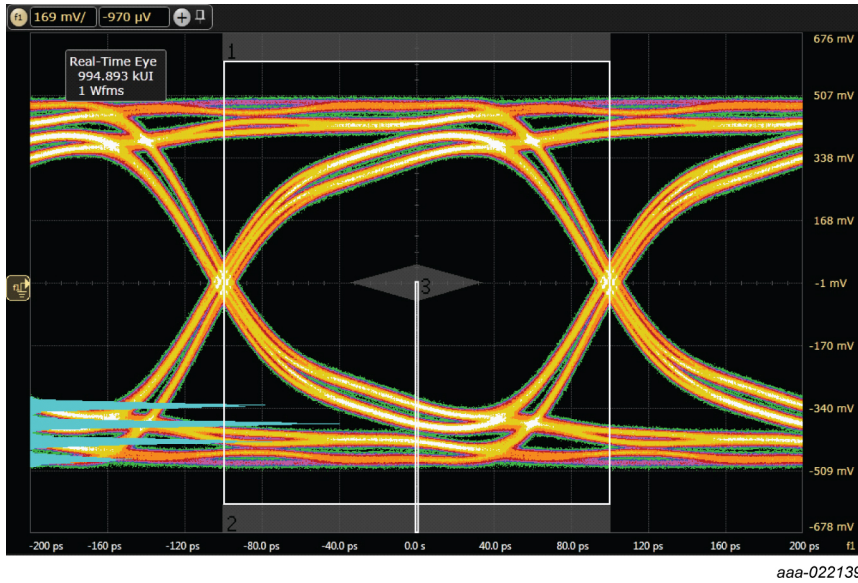 f1 169 mV/ -970 µV +
1
676 mV
Real-Time Eye
994.893 kUI
1 Wfms
507 mV
338 mV
168 mV
f1
3
-1 mV
-170 mV
-340 mV
-509 mV
2
-678 mV
-200 ps -160 ps -120 ps -80.0 ps -40.0 ps 0.0 s 40.0 ps 80.0 ps 120 ps 160 ps 200 ps f1
aaa-022139